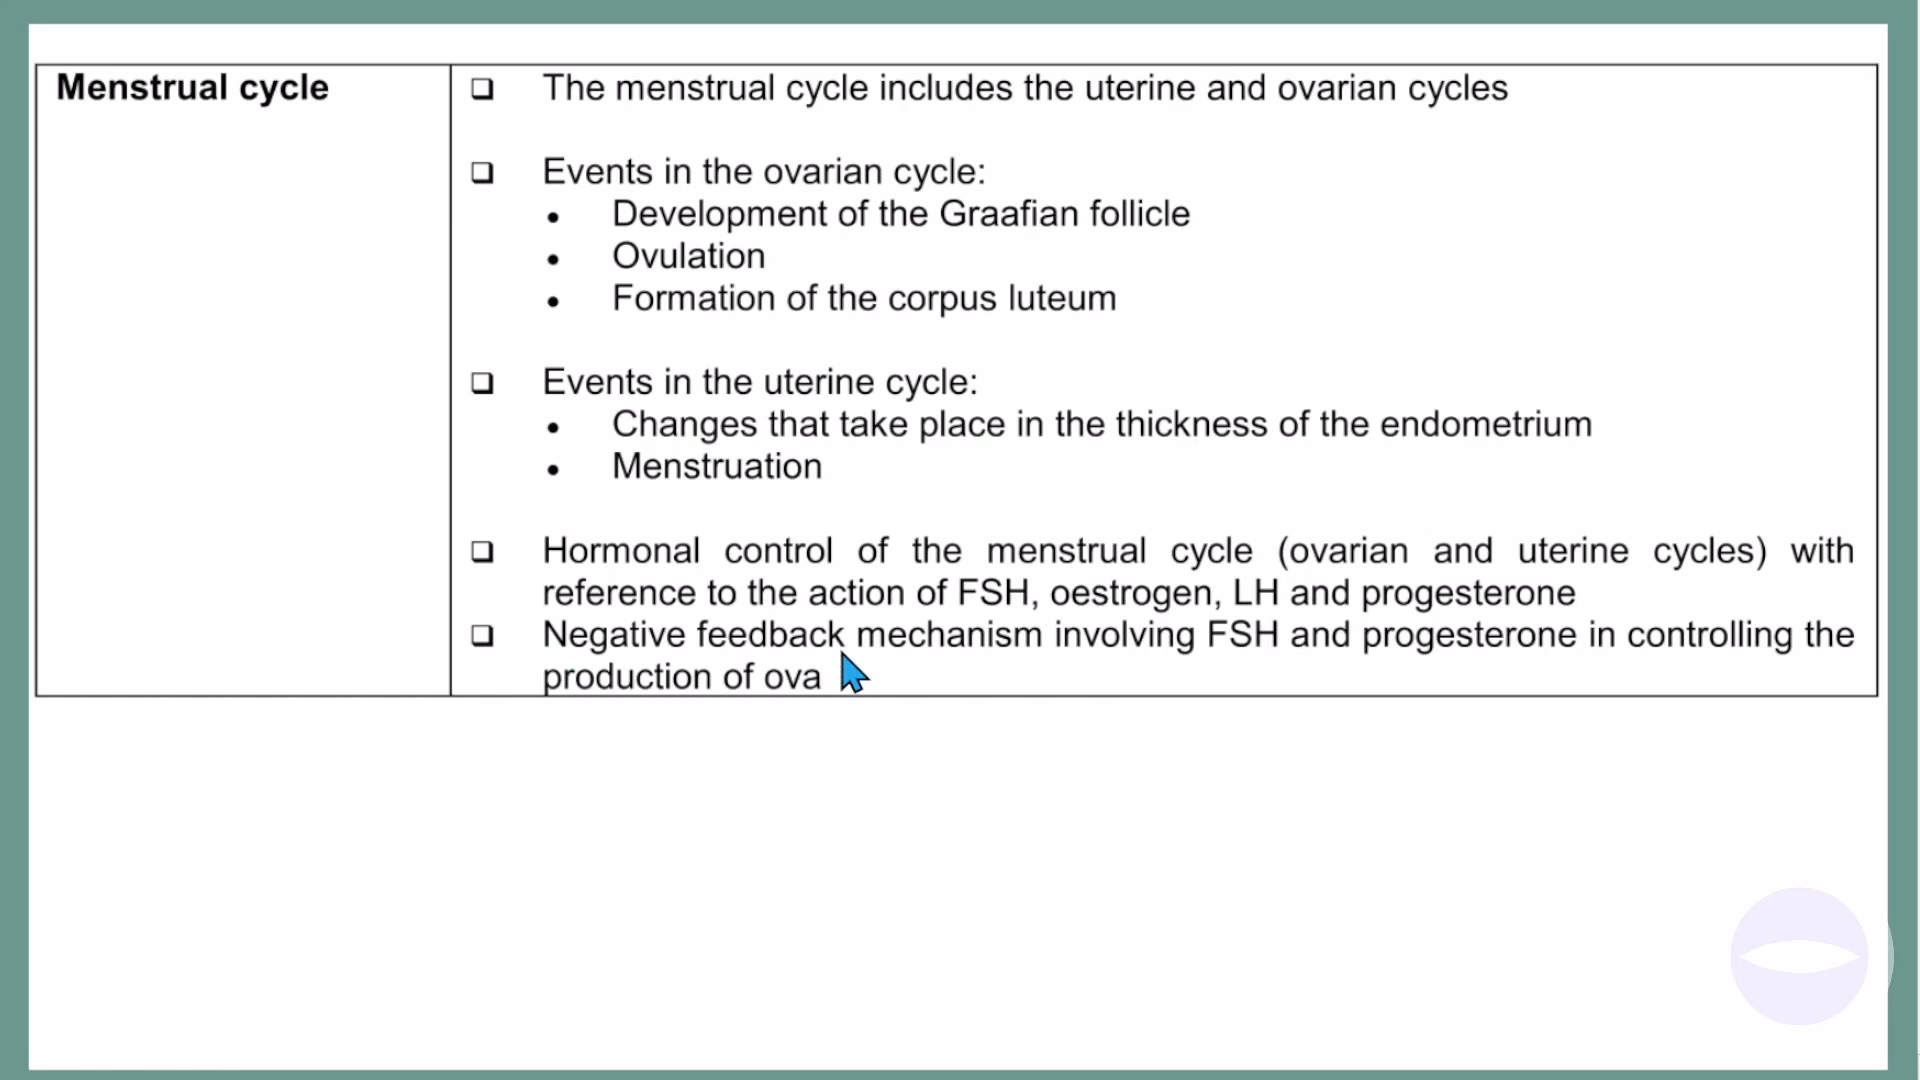 Menstrual cycle
❑ The menstrual cycle includes the uterine and ovarian cycles
❑ Events in the ovarian cycle:
• Development of the Graafian follicle
• Ovulation
• Formation of the corpus luteum
❑ Events in the uterine cycle:
• Changes that take place in the thickness of the endometrium
• Menstruation
❑ Hormonal control of the menstrual cycle (ovarian and uterine cycles) with
reference to the action of FSH, oestrogen, LH and progesterone
❑ Negative feedback mechanism involving FSH and progesterone in controlling the
production of ova